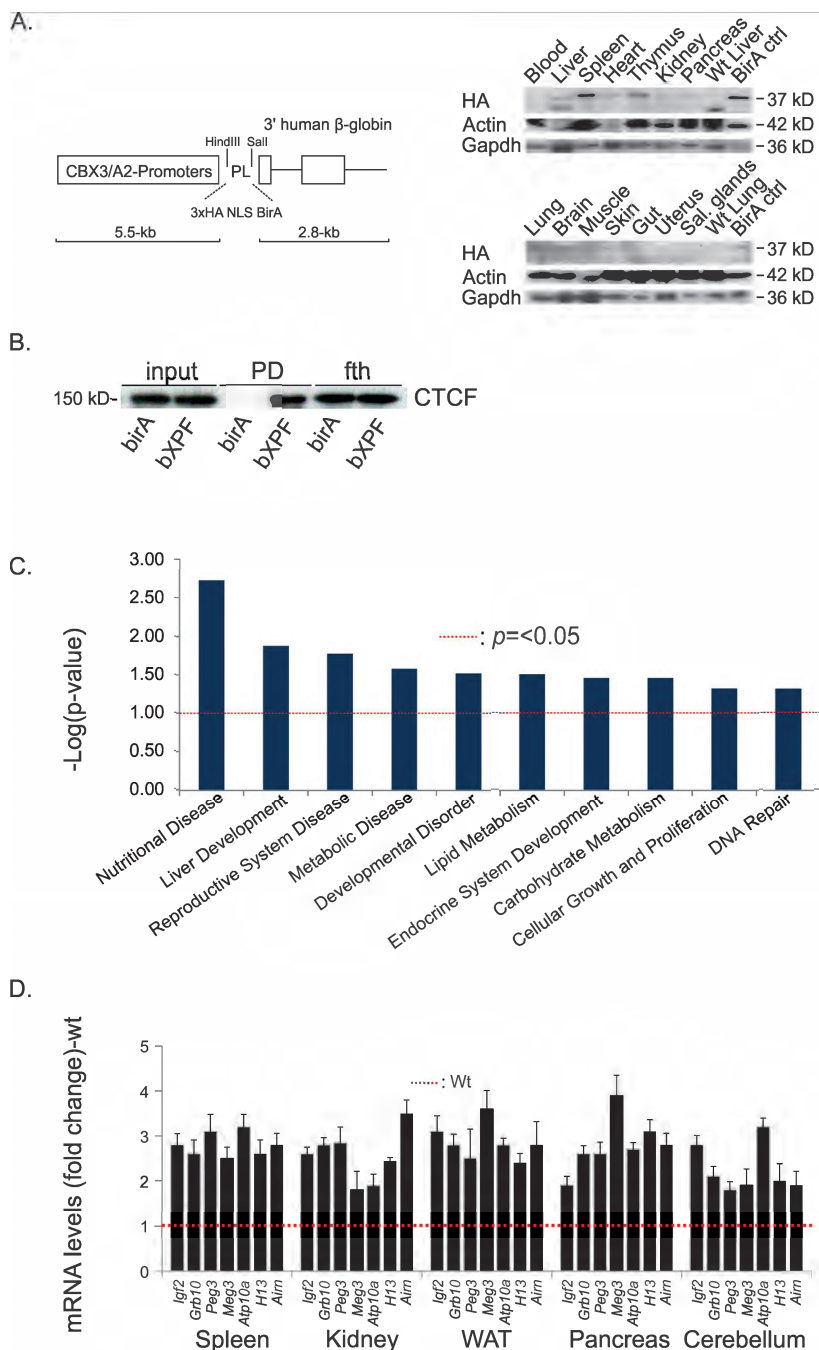 A.
3' human β-globin
HindIII SalI
CBX3/A2-Promoters
PL
3xHA NLS BirA
5.5-kb
2.8-kb
Blood
Liver
Spleen
Heart
Thymus
Kidney
Pancreas
Wt Liver
BirA ctrl
HA
-37 kD
Actin
-42 kD
Gapdh
-36 kD
Lung
Brain
Muscle
Skin
Gut
Uterus
Sal. glands
Wt Lung
BirA ctrl
HA
-37 kD
Actin
-42 kD
Gapdh
-36 kD
B.
input PD fth
150 kD-
CTCF
birA
bXPF
birA
bXPF
birA
bXPF
C.
-Log(p-value)
3.00
2.50
2.00
1.50
1.00
0.50
0.00
: p=<0.05
Nutritional Disease
Liver Development
Reproductive System Disease
Metabolic Disease
Developmental Disorder
Lipid Metabolism
Endocrine System Development
Carbohydrate Metabolism
Cellular Growth and Proliferation
DNA Repair
D.
mRNA levels (fold change)-wt
5
4
3
2
1
0
: Wt
Igf2 Grb10 Peg3 Meg3 Atp10a H13 Airn
Igf2 Grb10 Peg3 Meg3 Atp10a H13 Airn
Igf2 Grb10 Peg3 Meg3 Atp10a H13 Airn
Igf2 Grb10 Peg3 Meg3 Atp10a H13 Airn
Igf2 Grb10 Peg3 Meg3 Atp10a H13 Airn
Spleen Kidney WAT Pancreas Cerebellum